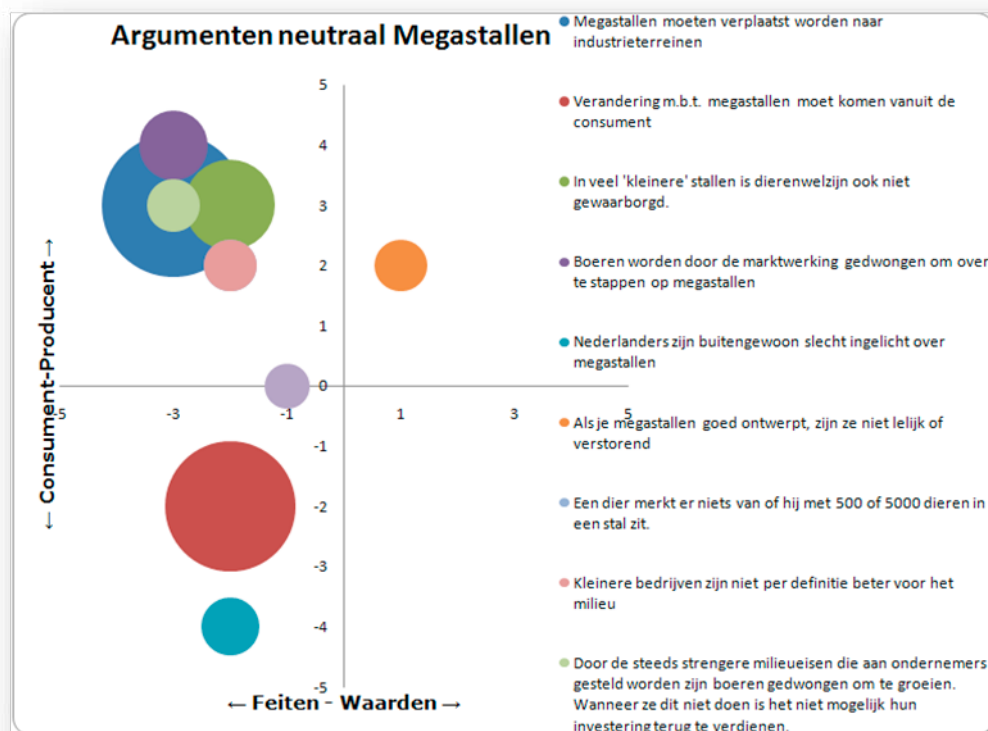 Argumenten neutraal Megastallen
5
4
3
2
1
0
-1
-2
-3
-4
-5
-5
-3
-1
1
3
5
← Consument-Producent →
← Feiten - Waarden →
Megastallen moeten verplaatst worden naar
industrieterreinen
Verandering m.b.t. megastallen moet komen vanuit de
consument
In veel 'kleinere' stallen is dierenwelzijn ook niet
gewaarborgd.
Boeren worden door de marktwerking gedwongen om over
te stappen op megastallen
Nederlanders zijn buitengewoon slecht ingelicht over
megastallen
Als je megastallen goed ontwerpt, zijn ze niet lelijk of
verstorend
Een dier merkt er niets van of hij met 500 of 5000 dieren in
een stal zit.
Kleinere bedrijven zijn niet per definitie beter voor het
milieu
Door de steeds strengere milieueisen die aan ondernemers
gesteld worden zijn boeren gedwongen om te groeien.
Wanneer ze dit niet doen is het niet mogelijk hun
investering terug te verdienen.